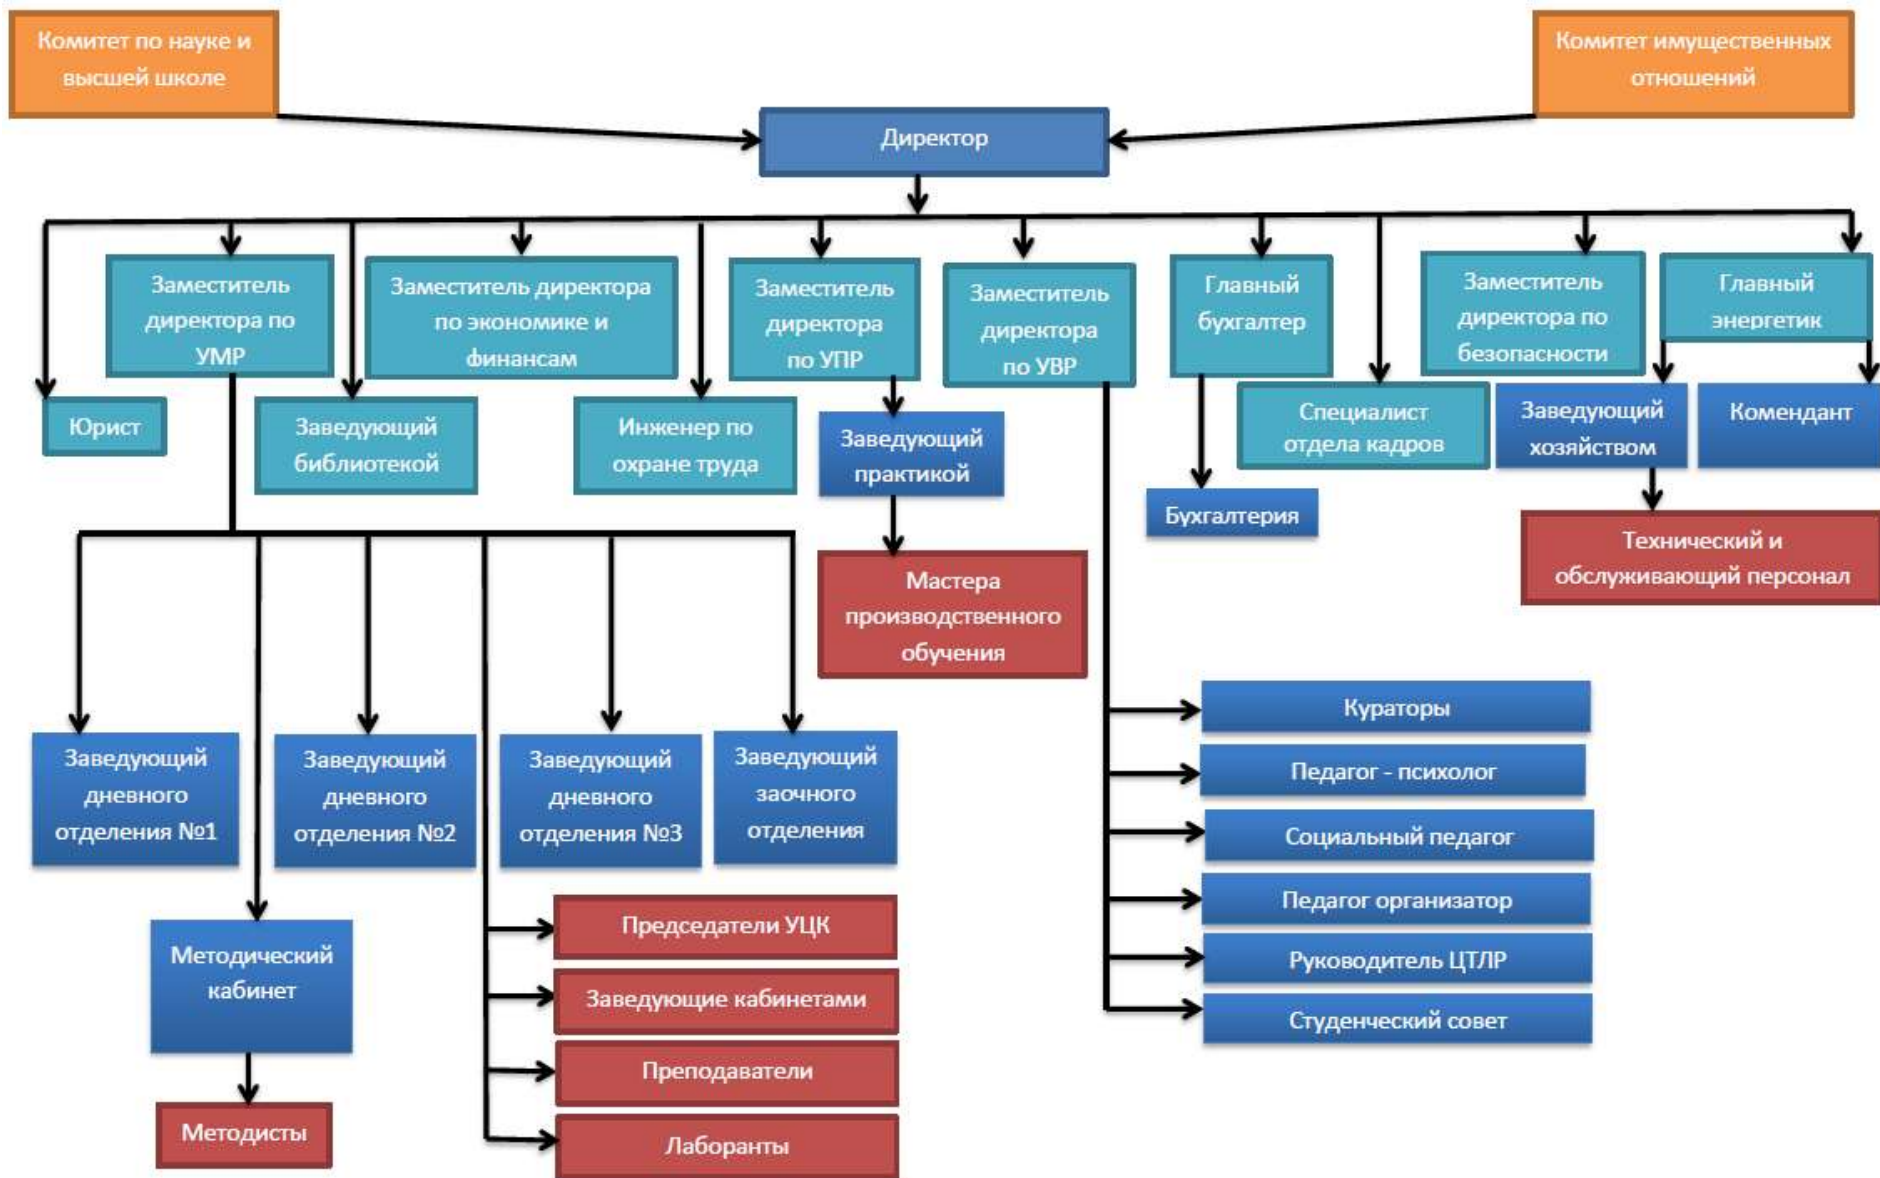 Комитет по науке и
высшей школе
Комитет имущественных
отношений
Директор
Заместитель
директора по
УМР
Заместитель директора
по экономике и
финансам
Заместитель
директора
по УПР
Заместитель
директора
по УВР
Главный
бухгалтер
Заместитель
директора по
безопасности
Главный
энергетик
Юрист
Заведующий
библиотекой
Инженер по
охране труда
Заведующий
практикой
Специалист
отдела кадров
Заведующий
хозяйством
Комендант
Бухгалтерия
Технический и
обслуживающий персонал
Мастера
производственного
обучения
Заведующий
дневного
отделения №1
Заведующий
дневного
отделения №2
Заведующий
дневного
отделения №3
Заведующий
заочного
отделения
Кураторы
Педагог - психолог
Социальный педагог
Педагог организатор
Руководитель ЦТЛР
Студенческий совет
Методический
кабинет
Методисты
Председатели УЦК
Заведующие кабинетами
Преподаватели
Лаборанты